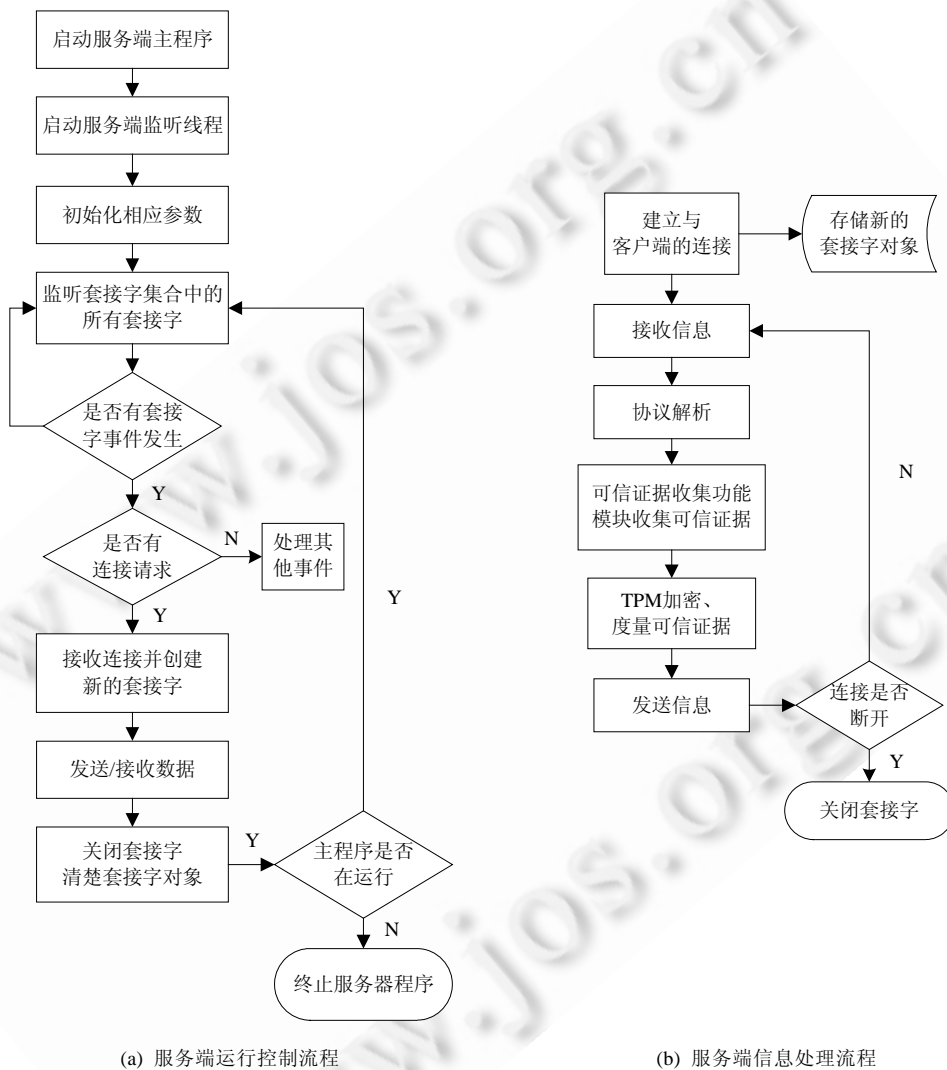 启动服务端主程序
启动服务端监听线程
初始化相应参数
监听套接字集合中的
所有套接字
是否有套接
字事件发生
Y
是否有
连接请求
N
处理其
他事件
Y
接收连接并创建
新的套接字
发送/接收数据
关闭套接字
清楚套接字对象
Y
主程序是否
在运行
Y
N
终止服务器程序
(a) 服务端运行控制流程
建立与
客户端的连接
存储新的
套接字对象
接收信息
协议解析
可信证据收集功能
模块收集可信证据
TPM加密、
度量可信证据
发送信息
连接是否
断开
N
Y
关闭套接字
(b) 服务端信息处理流程
www.jos.org.cn
www.jos.org.cn